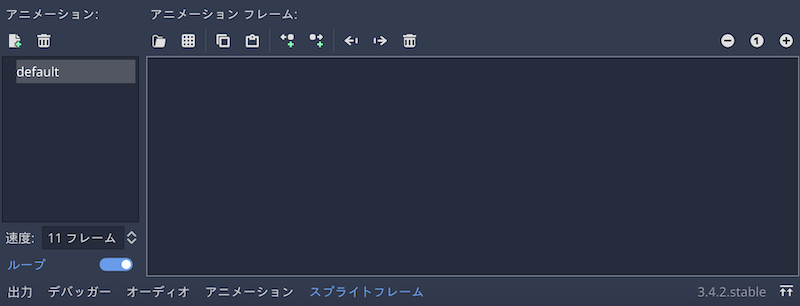 アニメーション: アニメーション フレーム:
default
速度: 11 フレーム
ループ
出力 デバッガー オーディオ アニメーション スプライトフレーム 3.4.2.stable